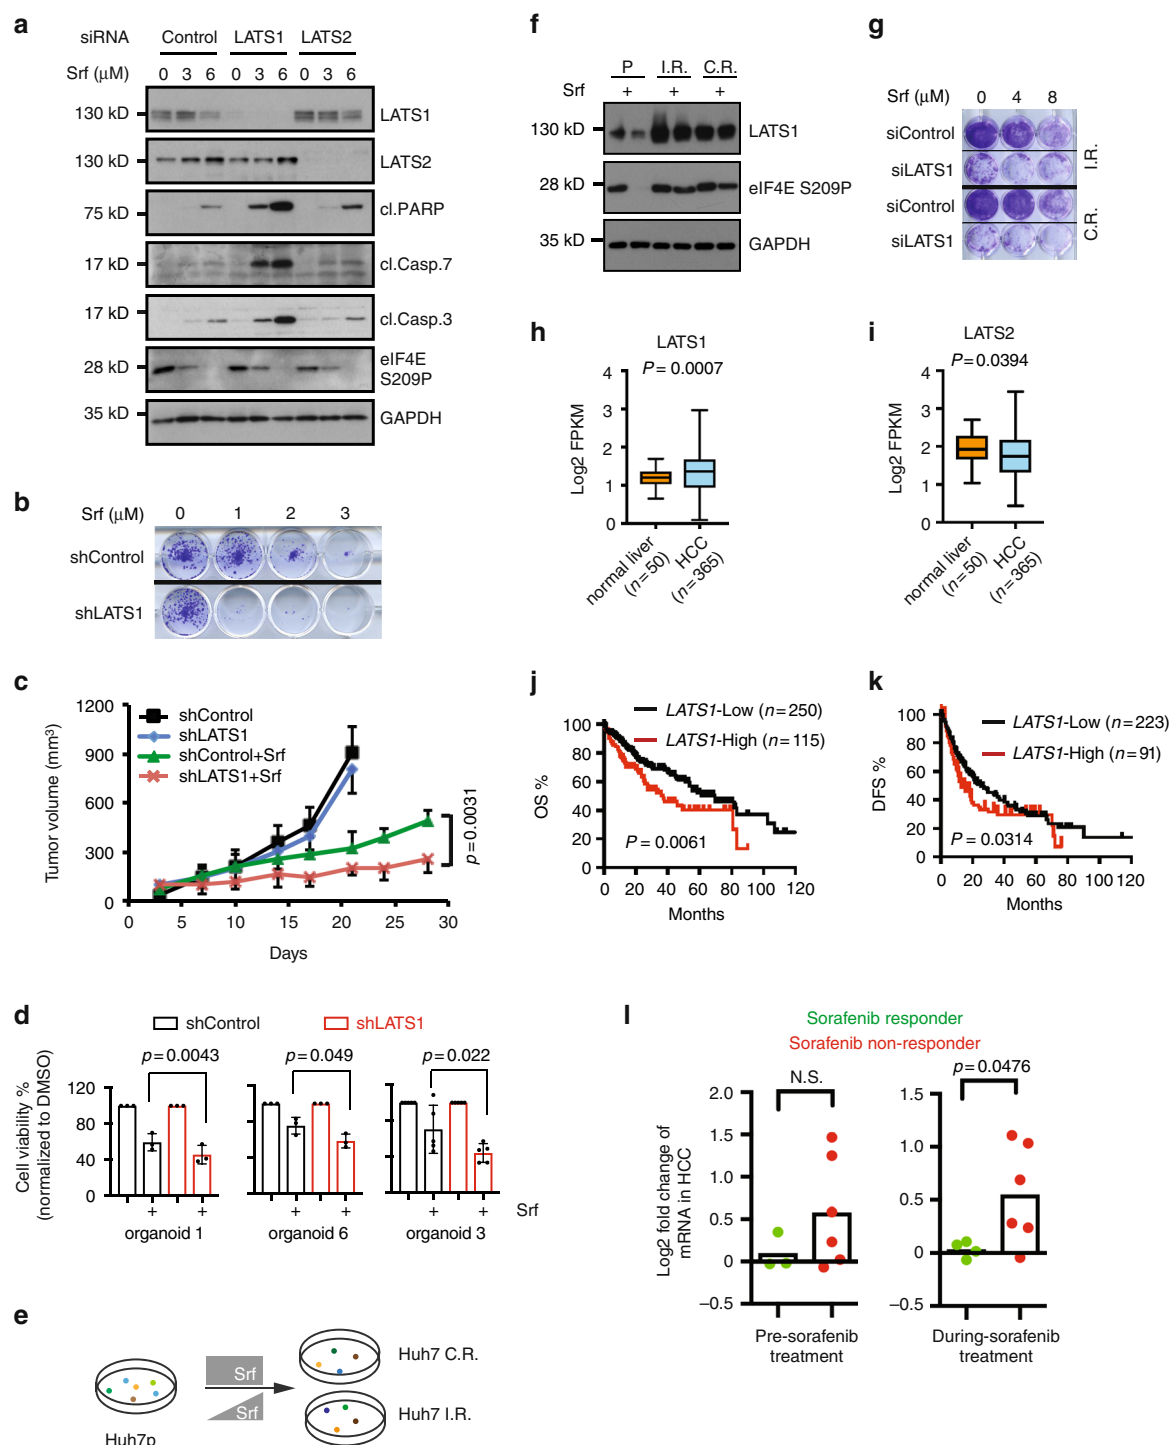 a
siRNA Control LATS1 LATS2
Srf (μM) 0 3 6 0 3 6 0 3 6
130 kD LATS1
130 kD LATS2
75 kD cl.PARP
17 kD cl.Casp.7
17 kD cl.Casp.3
28 kD eIF4E S209P
35 kD GAPDH
b
Srf (μM) 0 1 2 3
shControl
shLATS1
c
Tumor volume (mm³)
1200
900
600
300
0
shControl
shLATS1
shControl+Srf
shLATS1+Srf
p=0.0031
0 5 10 15 20 25 30
Days
d
shControl shLATS1
Cell viability %
(normalized to DMSO)
p=0.0043 p=0.049 p=0.022
120
80
40
0
+ + + + + + Srf
organoid 1 organoid 6 organoid 3
e
Srf
Srf
Huh7p
Huh7 C.R.
Huh7 I.R.
f
P I.R. C.R.
Srf + + +
130 kD LATS1
28 kD eIF4E S209P
35 kD GAPDH
g
Srf (μM) 0 4 8
siControl
siLATS1
I.R.
siControl
siLATS1
C.R.
h
LATS1
P=0.0007
Log2 FPKM
4
3
2
1
0
normal liver
(n=50)
HCC
(n=365)
i
LATS2
P=0.0394
Log2 FPKM
4
3
2
1
0
normal liver
(n=50)
HCC
(n=365)
j
LATS1-Low (n=250)
LATS1-High (n=115)
OS %
100
80
60
40
20
0
P=0.0061
0 20 40 60 80 100 120
Months
k
LATS1-Low (n=223)
LATS1-High (n=91)
DFS %
100
80
60
40
20
0
P=0.0314
0 20 40 60 80 100 120
Months
l
Sorafenib responder
Sorafenib non-responder
Log2 fold change of
mRNA in HCC
N.S.
2.0
1.5
1.0
0.5
0
–0.5
Pre-sorafenib
treatment
p=0.0476
1.5
1.0
0.5
0
–0.5
During-sorafenib
treatment